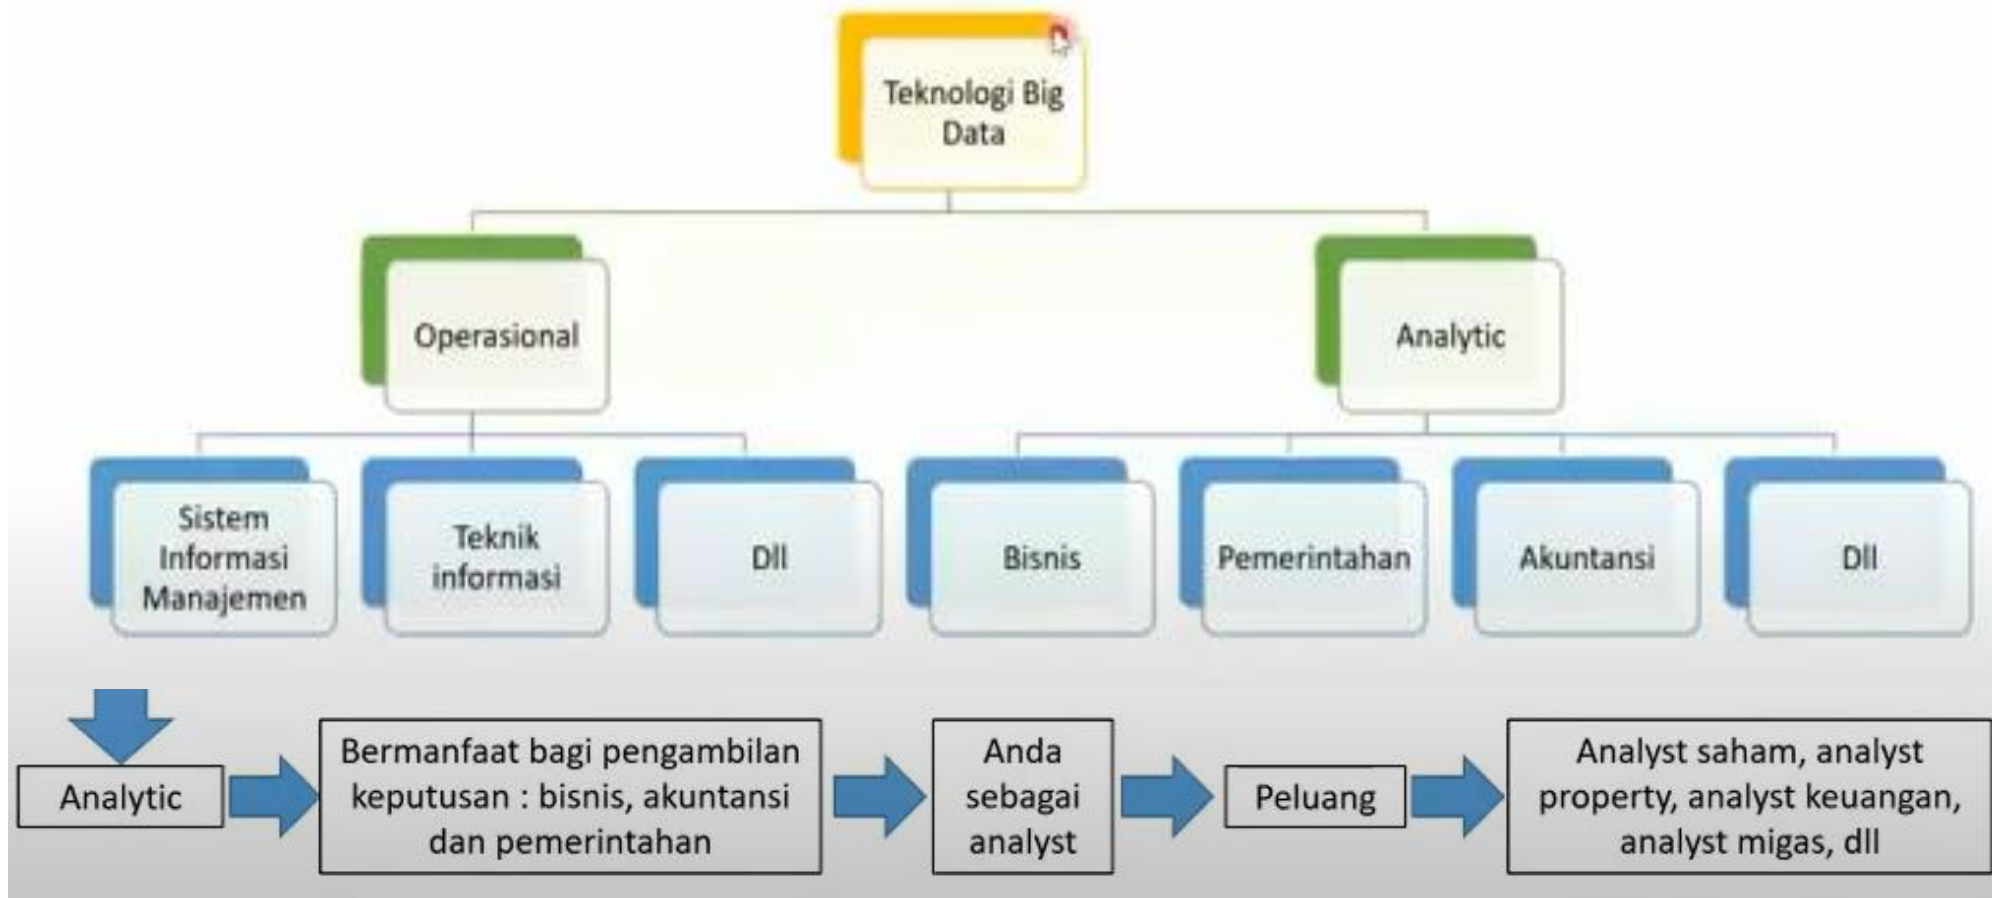 Teknologi Big
Data
Operasional
Analytic
Sistem
Informasi
Manajemen
Teknik
informasi
Dll
Bisnis
Pemerintahan
Akuntansi
Dll
Analytic
Bermanfaat bagi pengambilan
keputusan : bisnis, akuntansi
dan pemerintahan
Anda
sebagai
analyst
Peluang
Analyst saham, analyst
property, analyst keuangan,
analyst migas, dll